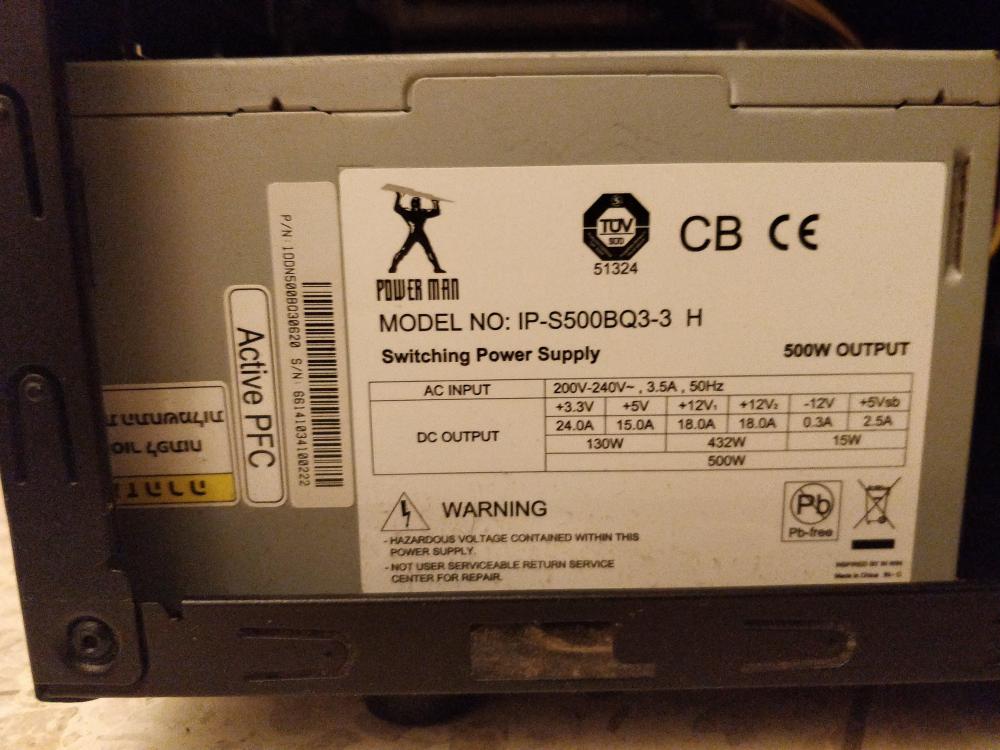 POWER MAN
TÜV
51324
CB CE
MODEL NO: IP-S500BQ3-3 H
Switching Power Supply
500W OUTPUT
AC INPUT 200V-240V~ , 3.5A , 50Hz
DC OUTPUT
+3.3V +5V +12V₁ +12V₂ -12V +5Vsb
24.0A 15.0A 18.0A 18.0A 0.3A 2.5A
130W 432W 15W
500W
WARNING
- HAZARDOUS VOLTAGE CONTAINED WITHIN THIS
POWER SUPPLY.
- NOT USER SERVICEABLE RETURN SERVICE
CENTER FOR REPAIR.
Pb
Pb-free
Made in China
P/N:
S/N: 66141034100222
Active PFC